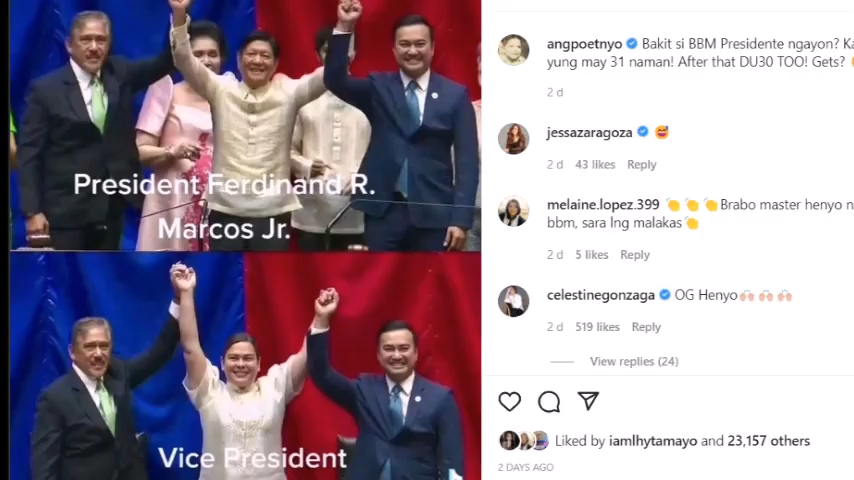 President Ferdinand R.
Marcos Jr.
Vice President
angpoetnyo Bakit si BBM Presidente ngayon? Ka
yung may 31 naman! After that DU30 TOO! Gets?
2 d
jessazaragoza
2 d 43 likes Reply
melaine.lopez.399 Brabo master henyo n
bbm, sara lng malakas
2 d 5 likes Reply
celestinegonzaga OG Henyo
2 d 519 likes Reply
View replies (24)
Liked by iamlhytamayo and 23,157 others
2 DAYS AGO